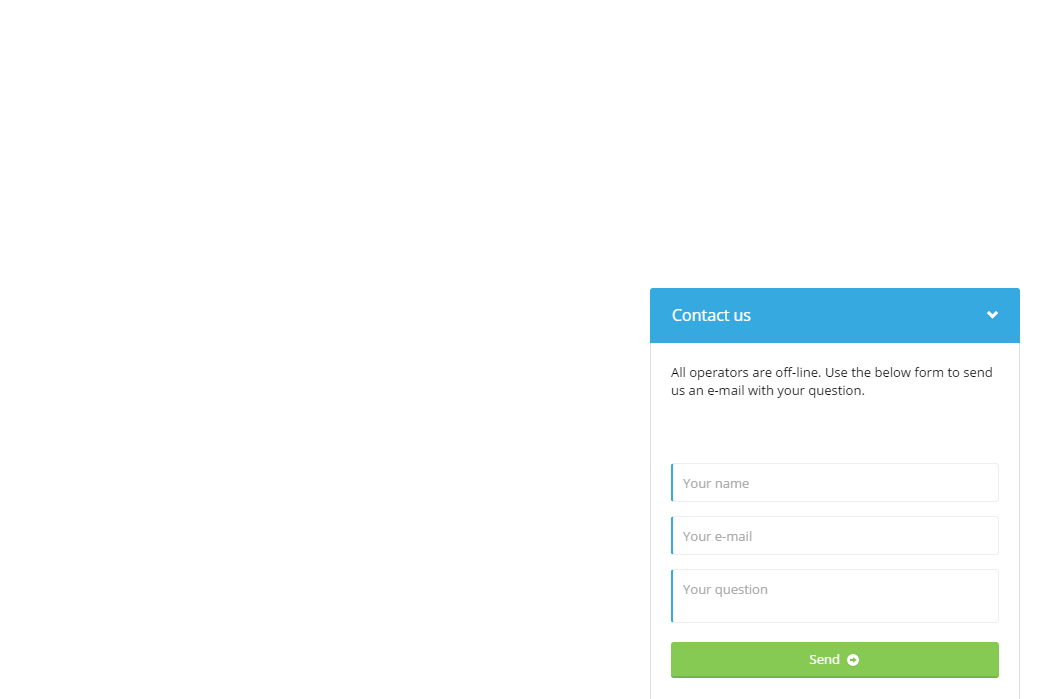 Contact us
All operators are off-line. Use the below form to send
us an e-mail with your question.
Your name
Your e-mail
Your question
Send